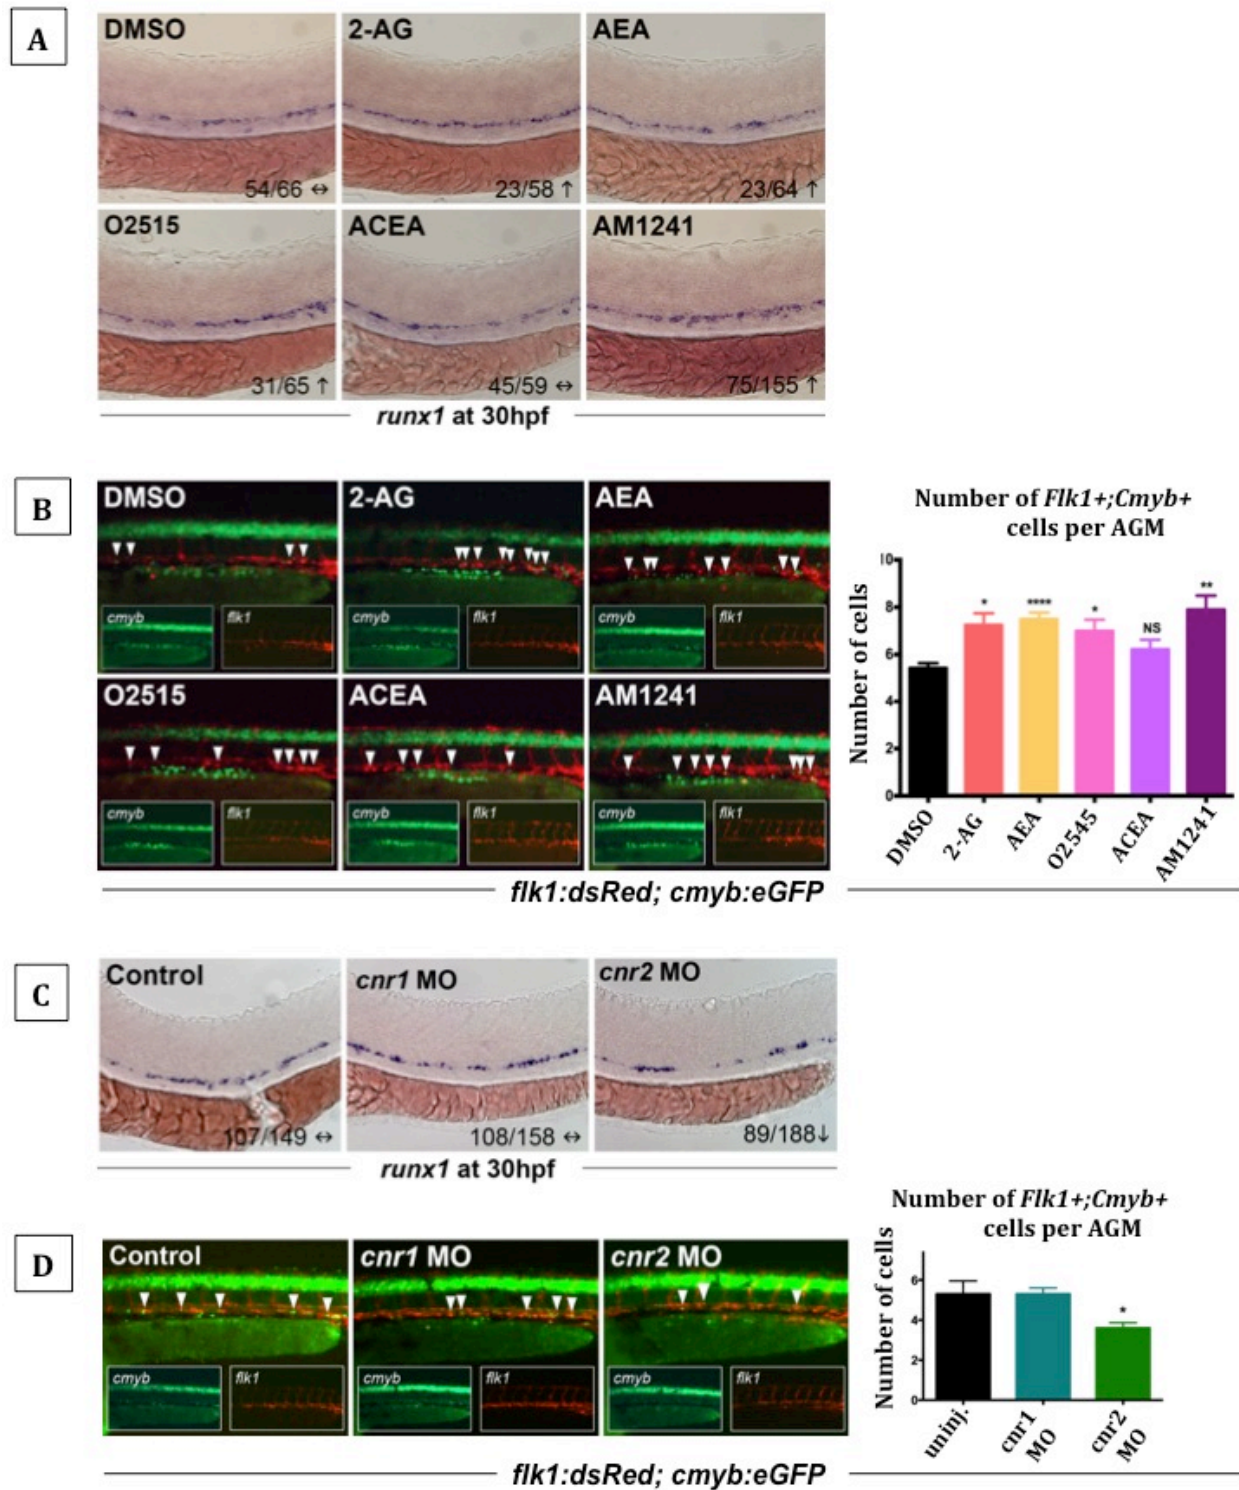 A
DMSO
2-AG
AEA
54/66 ↔
23/58 ↑
23/64 ↑
O2515
ACEA
AM1241
31/65 ↑
45/59 ↔
75/155 ↑
runx1 at 30hpf
B
DMSO
2-AG
AEA
cmyb
flk1
cmyb
flk1
cmyb
flk1
O2515
ACEA
AM1241
cmyb
flk1
cmyb
flk1
cmyb
flk1
flk1:dsRed; cmyb:eGFP
Number of Flk1+;Cmyb+
cells per AGM
Number of cells
10
8
6
4
2
0
*
****
*
NS
**
DMSO
2-AG
AEA
O2545
ACEA
AM1241
C
Control
cnr1 MO
cnr2 MO
107/149 ↔
108/158 ↔
89/188↓
runx1 at 30hpf
D
Control
cnr1 MO
cnr2 MO
cmyb
flk1
cmyb
flk1
cmyb
flk1
flk1:dsRed; cmyb:eGFP
Number of Flk1+;Cmyb+
cells per AGM
Number of cells
6
4
2
0
*
uninj.
cnr1
MO
cnr2
MO